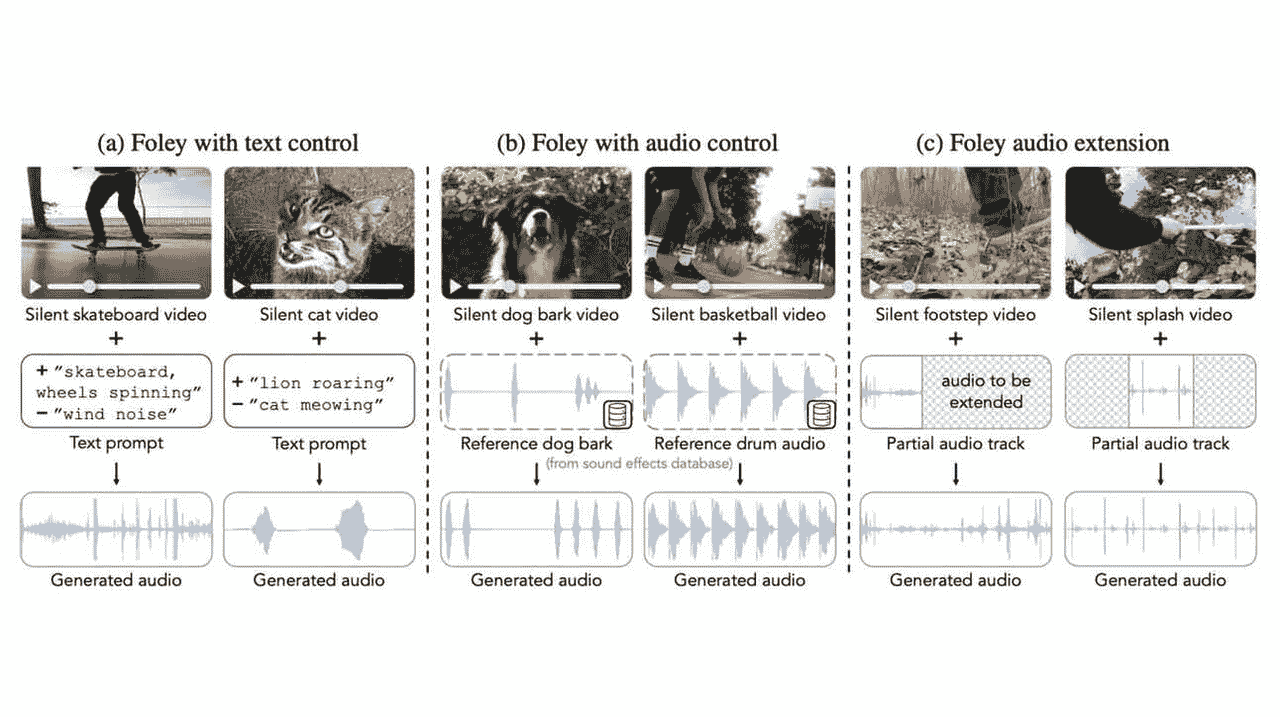 (a) Foley with text control
Silent skateboard video
Silent cat video
+
+
+ “skateboard,
wheels spinning”
− “wind noise”
+ “lion roaring”
− “cat meowing”
Text prompt
Text prompt
Generated audio
Generated audio
(b) Foley with audio control
Silent dog bark video
Silent basketball video
+
+
Reference dog bark
Reference drum audio
(from sound effects database)
Generated audio
Generated audio
(c) Foley audio extension
Silent footstep video
Silent splash video
+
+
audio to be
extended
Partial audio track
Partial audio track
Generated audio
Generated audio